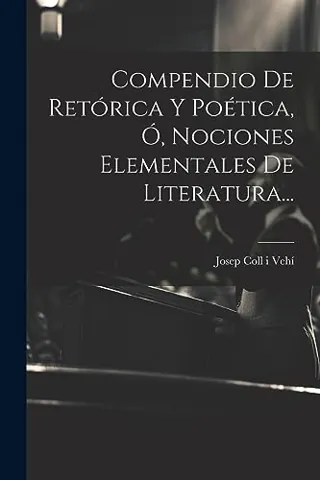 Compendio De
Retórica Y Poética,
Ó, Nociones
Elementales De
Literatura...
Josep Coll i Vehí